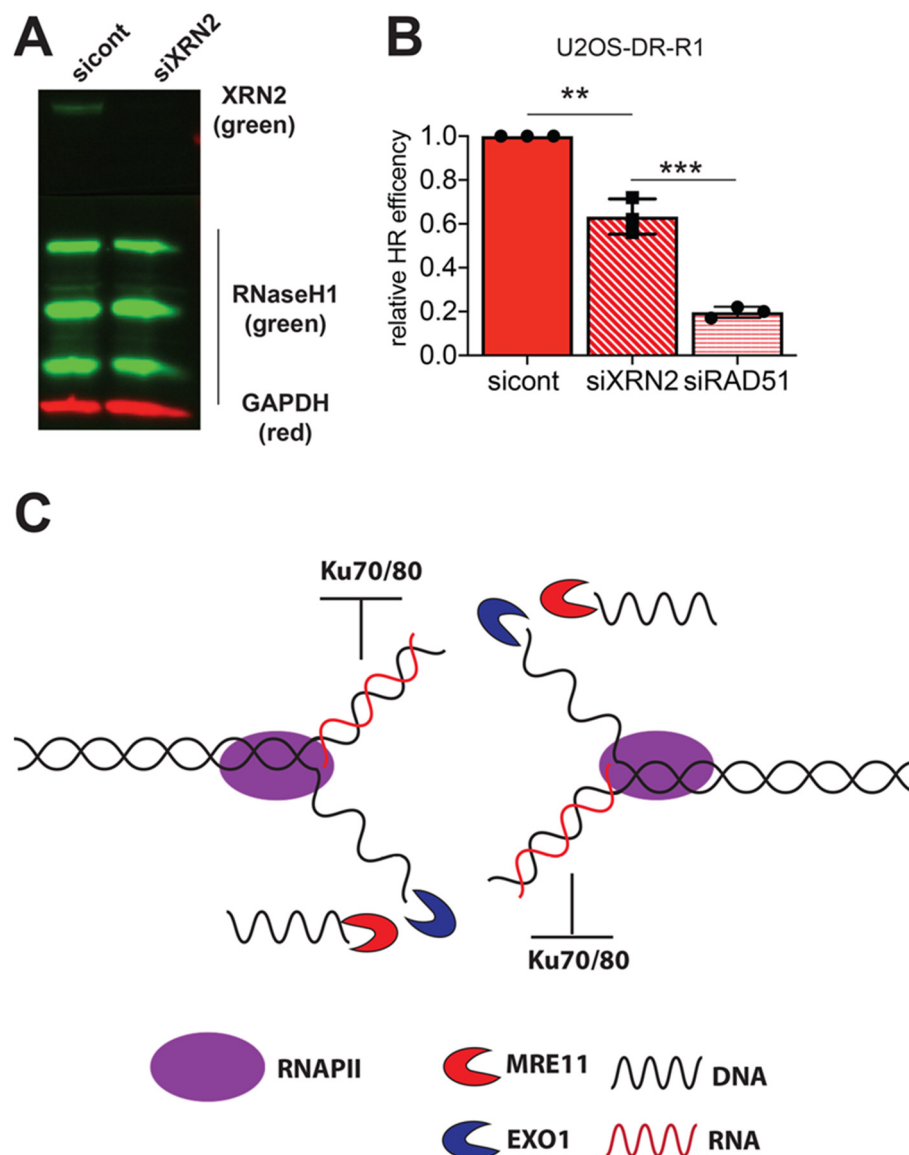 A
sicont
siXRN2
XRN2
(green)
RNaseH1
(green)
GAPDH
(red)
B
U2OS-DR-R1
**
***
relative HR efficency
1.0
0.8
0.6
0.4
0.2
0.0
sicont siXRN2 siRAD51
C
Ku70/80
Ku70/80
RNAPII
MRE11
DNA
EXO1
RNA